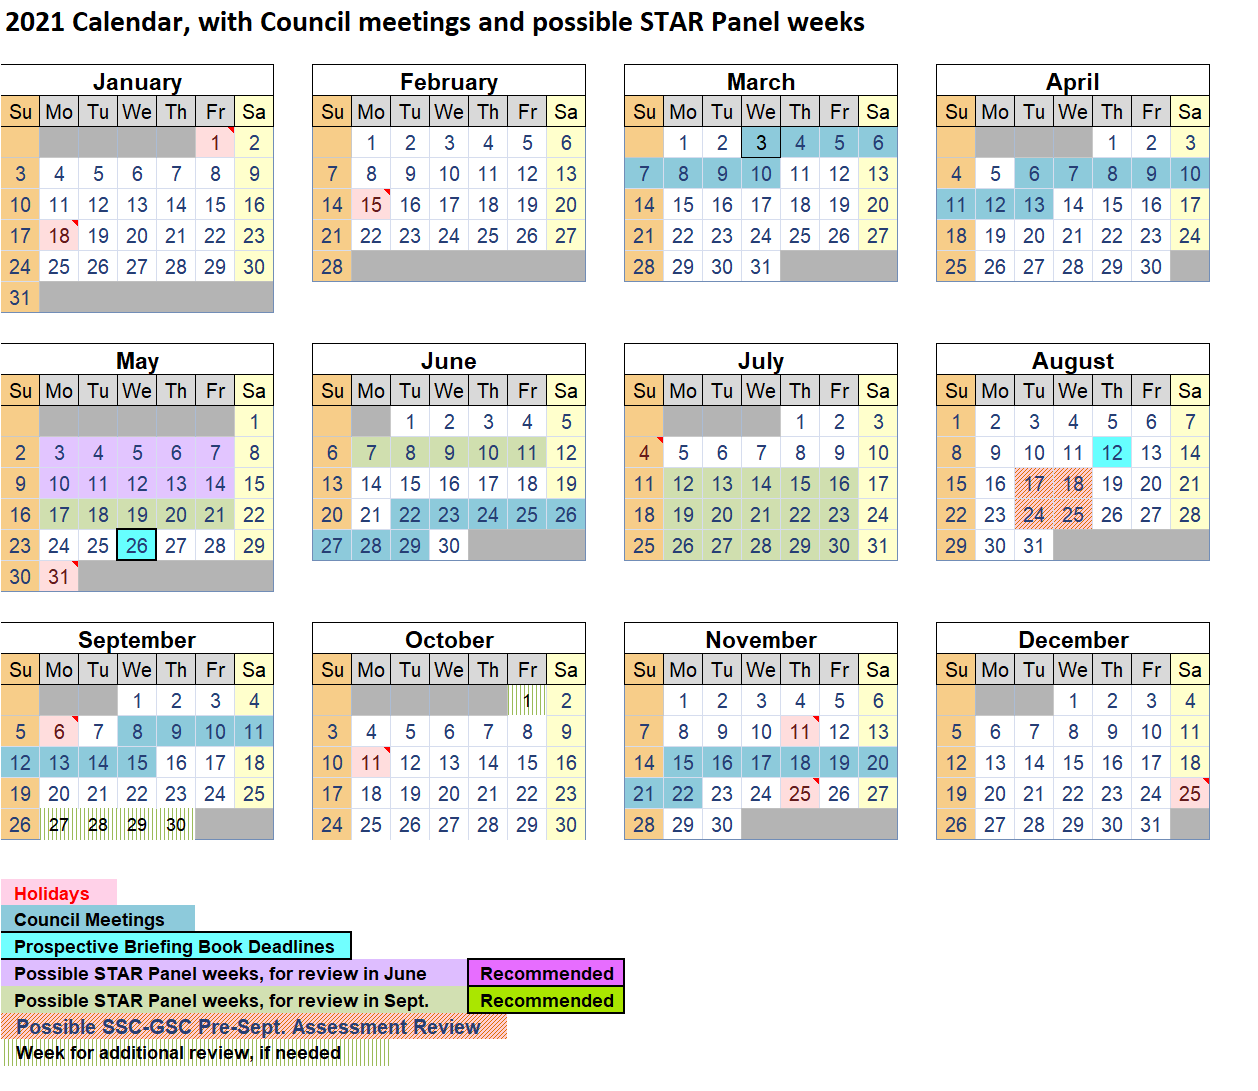 2021 Calendar, with Council meetings and possible STAR Panel weeks
January February March April
Su Mo Tu We Th Fr Sa Su Mo Tu We Th Fr Sa Su Mo Tu We Th Fr Sa Su Mo Tu We Th Fr Sa
1 2 1 2 3 4 5 6 1 2 3 4 5 6 1 2 3
3 4 5 6 7 8 9 7 8 9 10 11 12 13 7 8 9 10 11 12 13 4 5 6 7 8 9 10
10 11 12 13 14 15 16 14 15 16 17 18 19 20 14 15 16 17 18 19 20 11 12 13 14 15 16 17
17 18 19 20 21 22 23 21 22 23 24 25 26 27 21 22 23 24 25 26 27 18 19 20 21 22 23 24
24 25 26 27 28 29 30 28 28 29 30 31 25 26 27 28 29 30
31
May June July August
Su Mo Tu We Th Fr Sa Su Mo Tu We Th Fr Sa Su Mo Tu We Th Fr Sa Su Mo Tu We Th Fr Sa
1 1 2 3 4 5 1 2 3 1 2 3 4 5 6 7
2 3 4 5 6 7 8 6 7 8 9 10 11 12 4 5 6 7 8 9 10 8 9 10 11 12 13 14
9 10 11 12 13 14 15 13 14 15 16 17 18 19 11 12 13 14 15 16 17 15 16 17 18 19 20 21
16 17 18 19 20 21 22 20 21 22 23 24 25 26 18 19 20 21 22 23 24 22 23 24 25 26 27 28
23 24 25 26 27 28 29 27 28 29 30 25 26 27 28 29 30 31 29 30 31
30 31
September October November December
Su Mo Tu We Th Fr Sa Su Mo Tu We Th Fr Sa Su Mo Tu We Th Fr Sa Su Mo Tu We Th Fr Sa
1 2 3 4 1 2 1 2 3 4 5 6 1 2 3 4
5 6 7 8 9 10 11 3 4 5 6 7 8 9 7 8 9 10 11 12 13 5 6 7 8 9 10 11
12 13 14 15 16 17 18 10 11 12 13 14 15 16 14 15 16 17 18 19 20 12 13 14 15 16 17 18
19 20 21 22 23 24 25 17 18 19 20 21 22 23 21 22 23 24 25 26 27 19 20 21 22 23 24 25
26 27 28 29 30 24 25 26 27 28 29 30 28 29 30 26 27 28 29 30 31
Holidays
Council Meetings
Prospective Briefing Book Deadlines
Possible STAR Panel weeks, for review in June Recommended
Possible STAR Panel weeks, for review in Sept. Recommended
Possible SSC-GSC Pre-Sept. Assessment Review
Week for additional review, if needed